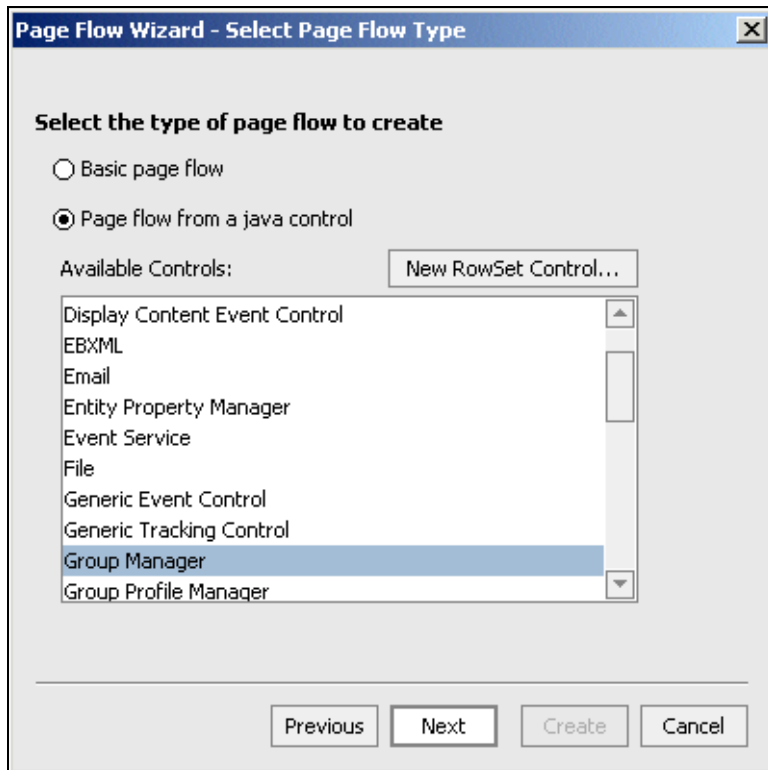 Page Flow Wizard - Select Page Flow Type
Select the type of page flow to create
Basic page flow
Page flow from a java control
Available Controls:
New RowSet Control...
Display Content Event Control
EBXML
Email
Entity Property Manager
Event Service
File
Generic Event Control
Generic Tracking Control
Group Manager
Group Profile Manager
Previous
Next
Create
Cancel